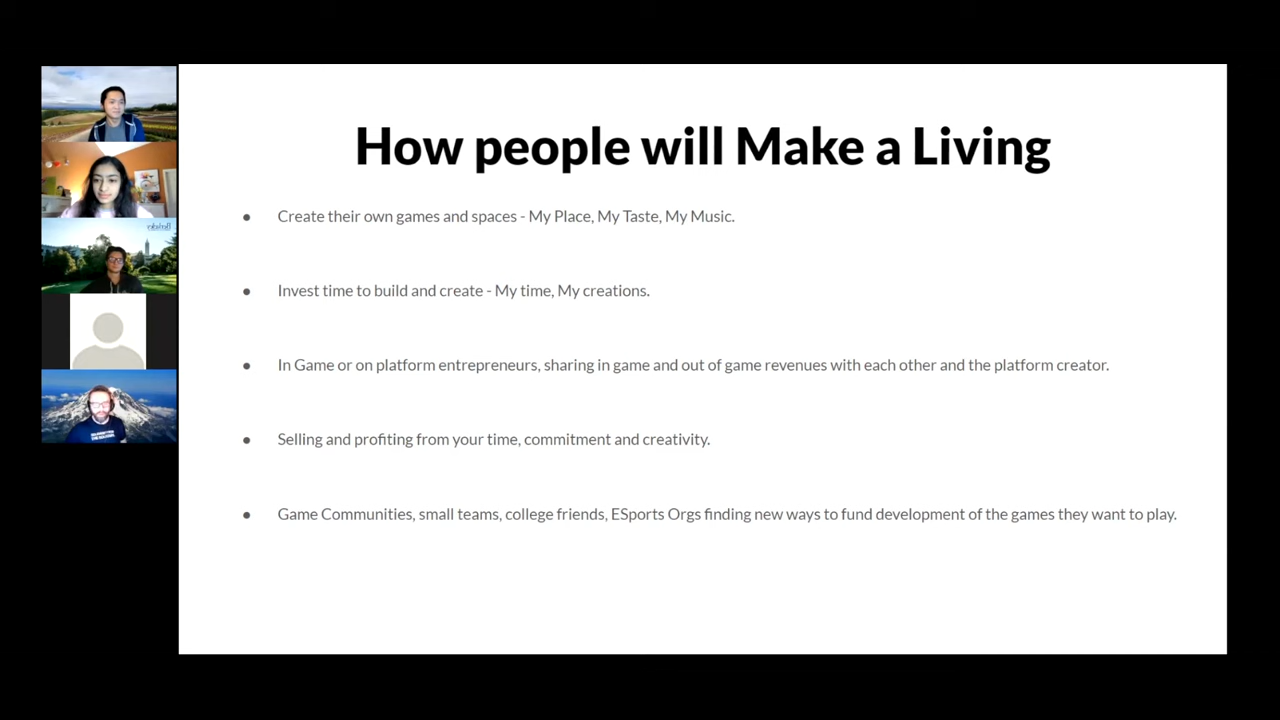 How people will Make a Living
● Create their own games and spaces - My Place, My Taste, My Music.
● Invest time to build and create - My time, My creations.
● In Game or on platform entrepreneurs, sharing in game and out of game revenues with each other and the platform creator.
● Selling and profiting from your time, commitment and creativity.
● Game Communities, small teams, college friends, ESports Orgs finding new ways to fund development of the games they want to play.
Berkeley